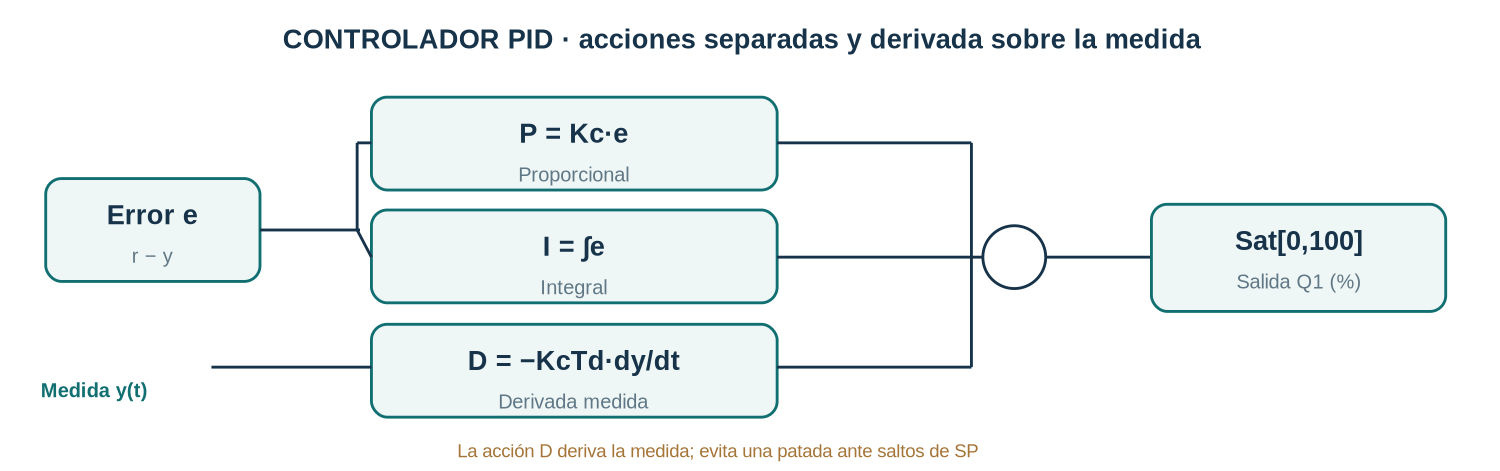 CONTROLADOR PID · acciones separadas y derivada sobre la medida
P = Kc·e
Proporcional
Error e
r − y
I = ∫e
Integral
Sat[0,100]
Salida Q1 (%)
D = −KcTd·dy/dt
Derivada medida
Medida y(t)
La acción D deriva la medida; evita una patada ante saltos de SP